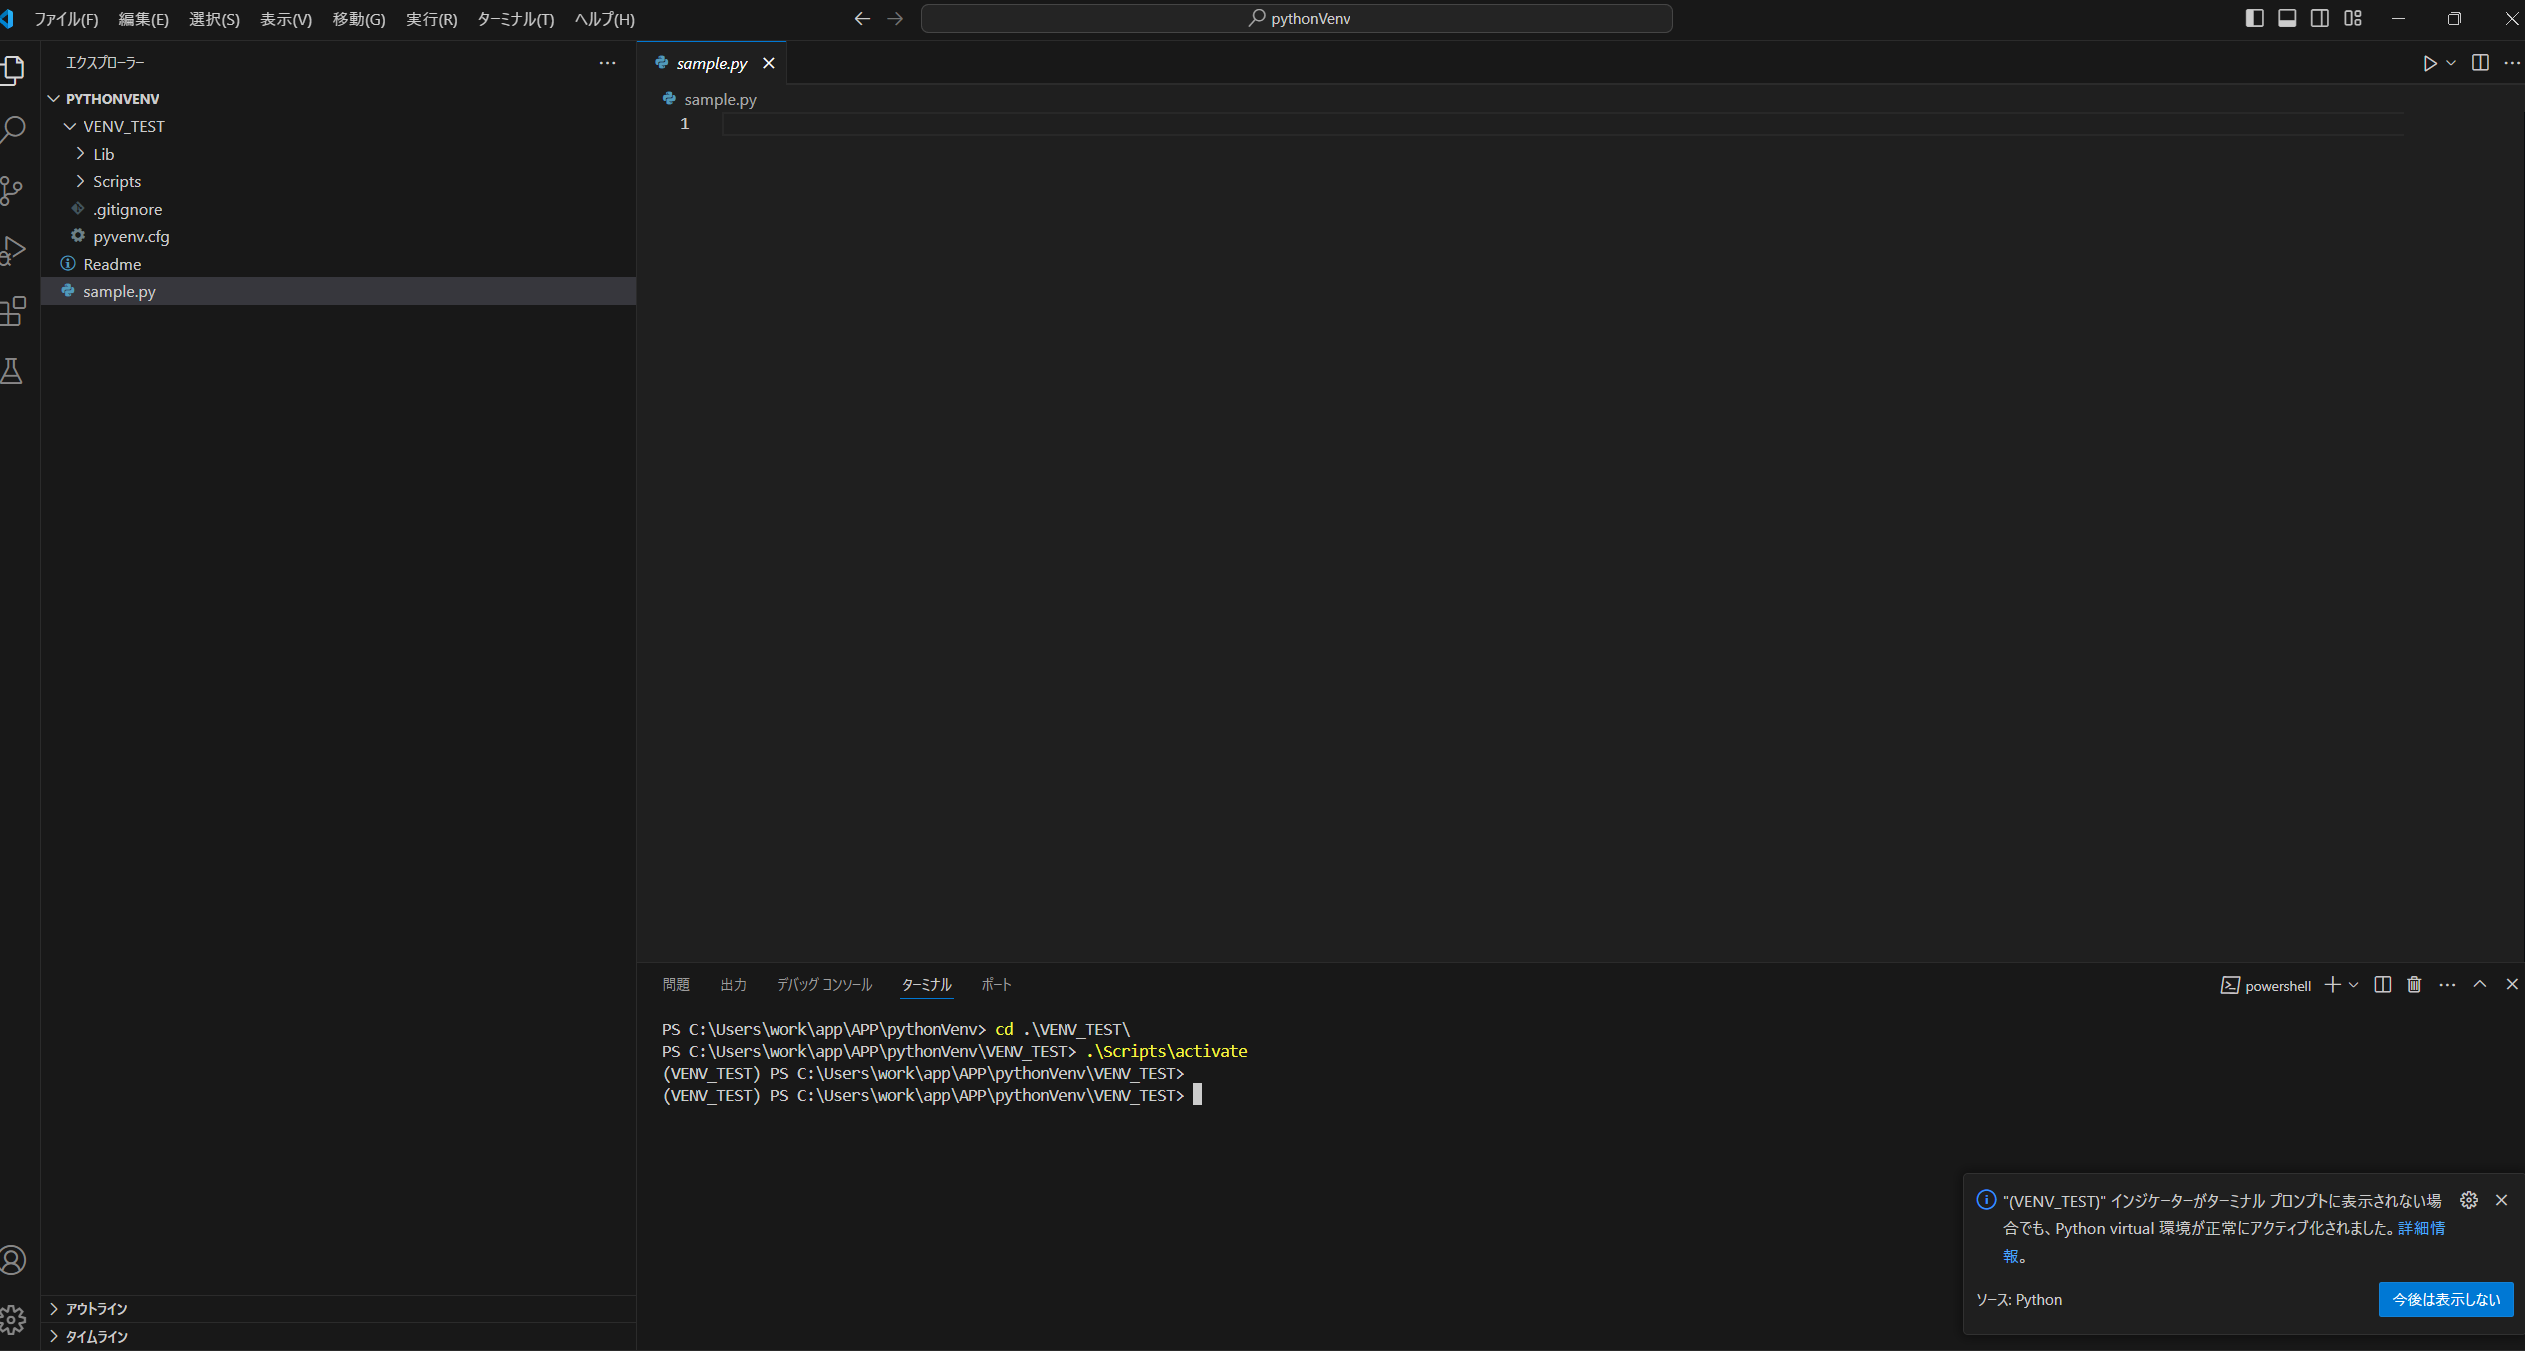 ファイル(F) 編集(E) 選択(S) 表示(V) 移動(G) 実行(R) ターミナル(T) ヘルプ(H)
pythonVenv
エクスプローラー
PYTHONVENV
VENV_TEST
Lib
Scripts
.gitignore
pyvenv.cfg
Readme
sample.py
アウトライン
タイムライン
sample.py
sample.py
1
問題 出力 デバッグ コンソール ターミナル ポート
powershell
PS C:\Users\work\app\APP\pythonVenv> cd .\VENV_TEST\
PS C:\Users\work\app\APP\pythonVenv\VENV_TEST> .\Scripts\activate
(VENV_TEST) PS C:\Users\work\app\APP\pythonVenv\VENV_TEST>
(VENV_TEST) PS C:\Users\work\app\APP\pythonVenv\VENV_TEST>
"(VENV_TEST)" インジケーターがターミナル プロンプトに表示されない場
合でも、Python virtual 環境が正常にアクティブ化されました。詳細情
報。
ソース: Python
今後は表示しない